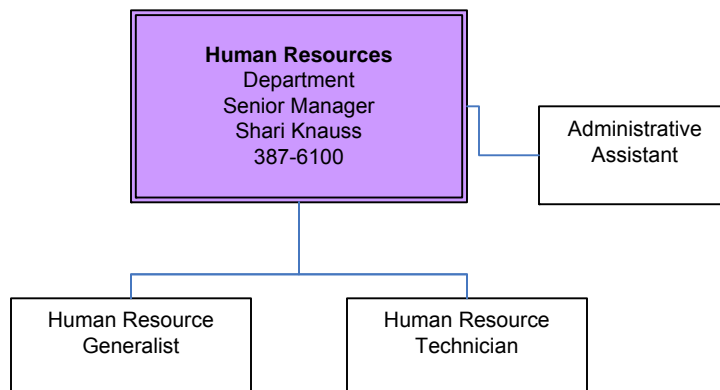 Human Resources
Department
Senior Manager
Shari Knauss
387-6100
Administrative
Assistant
Human Resource
Generalist
Human Resource
Technician